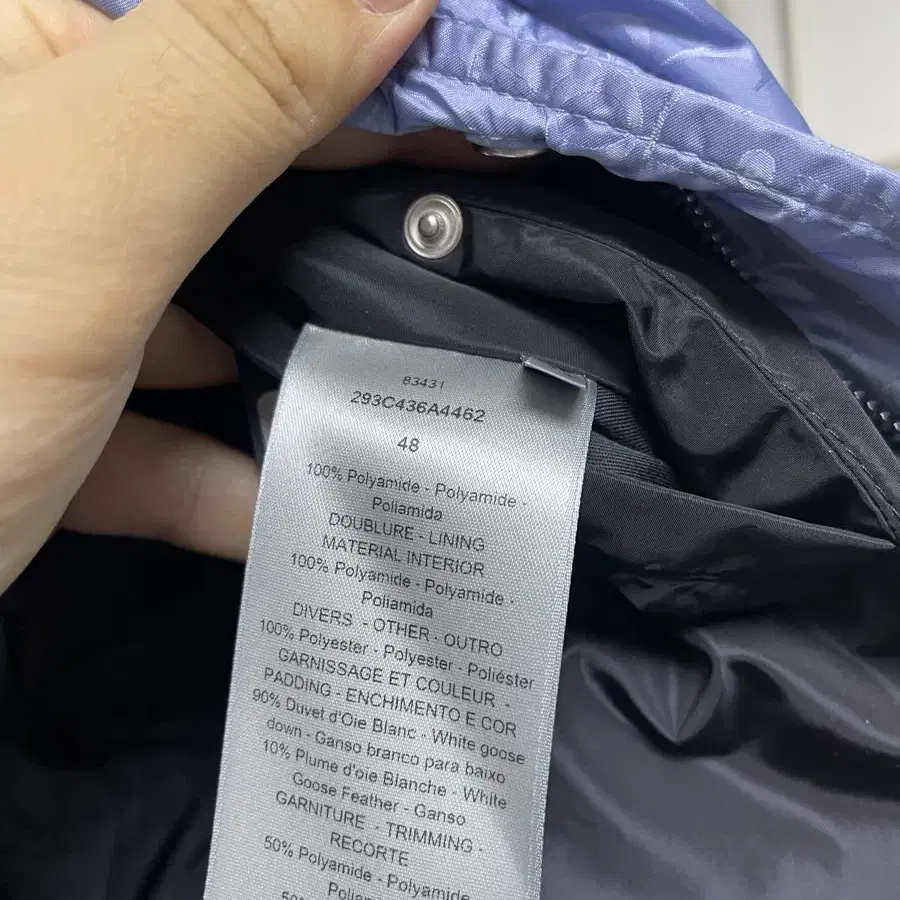 83431
293C436A4462
48
100% Polyamide - Polyamide -
Poliamida
DOUBLURE - LINING
MATERIAL INTERIOR
100% Polyamide - Polyamide -
Poliamida
DIVERS - OTHER - OUTRO
100% Polyester - Polyester - Poliéster
GARNISSAGE ET COULEUR -
PADDING - ENCHIMENTO E COR
90% Duvet d'Oie Blanc - White goose
down - Ganso branco para baixo
10% Plume d'oie Blanche - White
Goose Feather - Ganso
GARNITURE - TRIMMING -
RECORTE
50% Polyamide - Polyamide